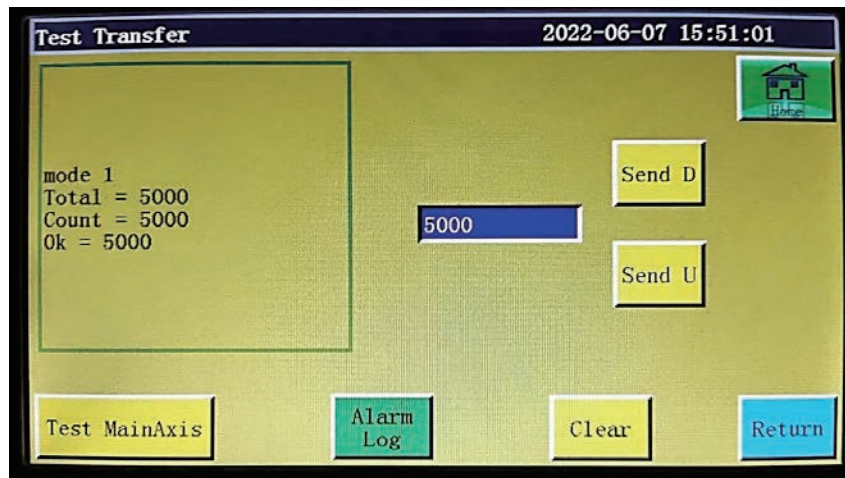 Test Transfer 2022-06-07 15:51:01
Home
mode 1
Total = 5000
Count = 5000
Ok = 5000
5000
Send D
Send U
Test MainAxis
Alarm
Log
Clear
Return